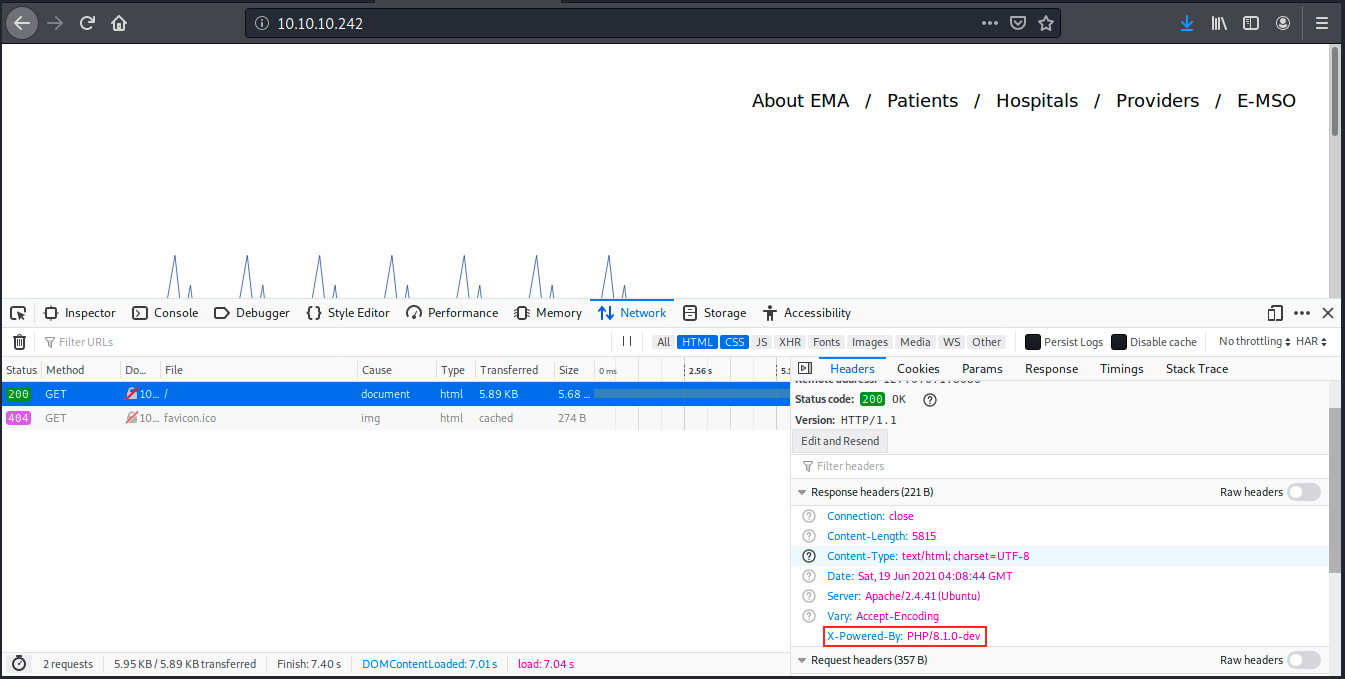 10.10.10.242
About EMA / Patients / Hospitals / Providers / E-MSO
Inspector Console Debugger Style Editor Performance Memory Network Storage Accessibility
Filter URLs All HTML CSS JS XHR Fonts Images Media WS Other Persist Logs Disable cache No throttling HAR
Status Method Do... File Cause Type Transferred Size 0 ms 2.56 s
200 GET 10... / document html 5.89 KB 5.68 ...
404 GET 10... favicon.ico img html cached 274 B
Headers Cookies Params Response Timings Stack Trace
Status code: 200 OK
Version: HTTP/1.1
Edit and Resend
Filter headers
Response headers (221 B) Raw headers
Connection: close
Content-Length: 5815
Content-Type: text/html; charset=UTF-8
Date: Sat, 19 Jun 2021 04:08:44 GMT
Server: Apache/2.4.41 (Ubuntu)
Vary: Accept-Encoding
X-Powered-By: PHP/8.1.0-dev
Request headers (357 B) Raw headers
2 requests 5.95 KB / 5.89 KB transferred Finish: 7.40 s DOMContentLoaded: 7.01 s load: 7.04 s